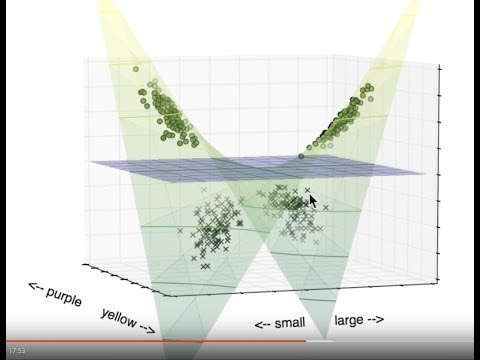 <-- purple
yellow -->
<-- small
large -->
17:53